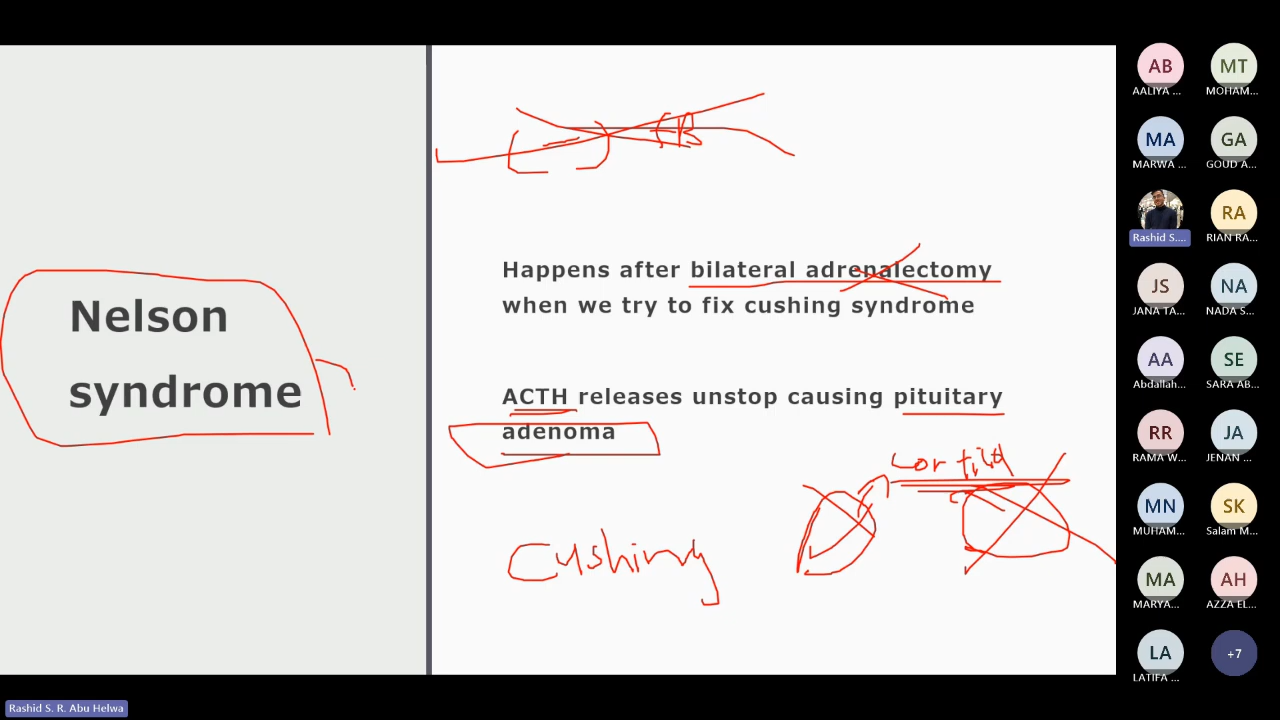 Nelson
syndrome
(-) FB
Happens after bilateral adrenalectomy
when we try to fix cushing syndrome
ACTH releases unstop causing pituitary
adenoma
Cushing
AB
AALIYA ...
MT
MOHAM...
MA
MARWA ...
GA
GOUD A...
Rashid S....
RA
RIAN RA...
JS
JANA TA...
NA
NADA S...
AA
Abdallah...
SE
SARA AB...
RR
RAMA W...
JA
JENAN ...
MN
MUHAM...
SK
Salam M...
MA
MARYA...
AH
AZZA EL...
LA
LATIFA ...
+7
Rashid S. R. Abu Helwa